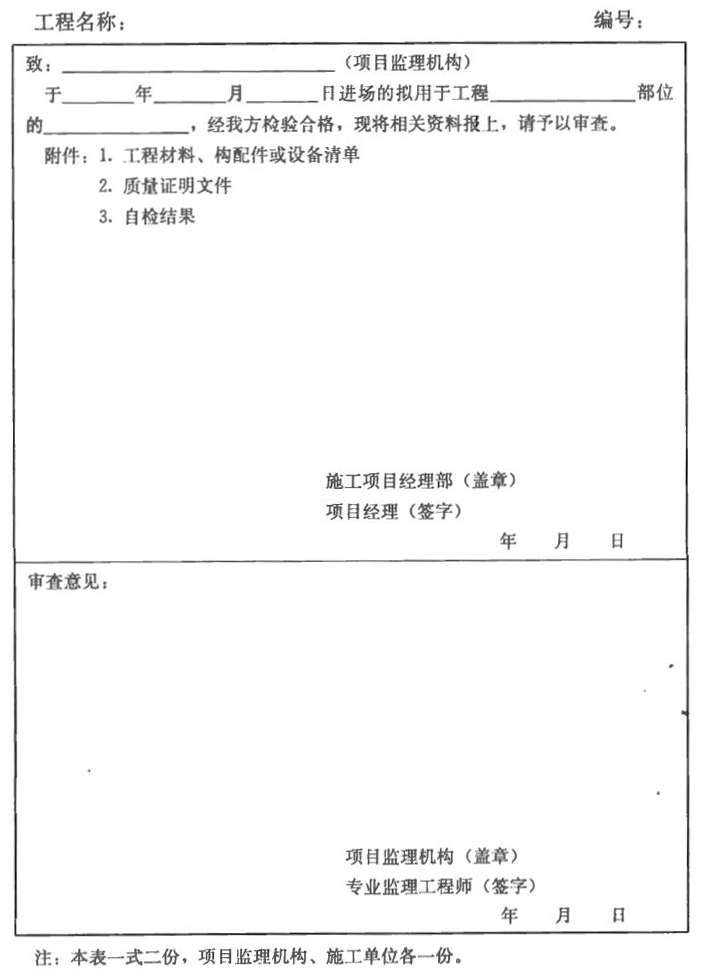 工程名称： 编号：
致：______________________（项目监理机构）
于______年______月______日进场的拟用于工程____________部位
的____________，经我方检验合格，现将相关资料报上，请予以审查。
附件：1. 工程材料、构配件或设备清单
2. 质量证明文件
3. 自检结果
施工项目经理部（盖章）
项目经理（签字）
年 月 日
审查意见：
项目监理机构（盖章）
专业监理工程师（签字）
年 月 日
注：本表一式二份，项目监理机构、施工单位各一份。